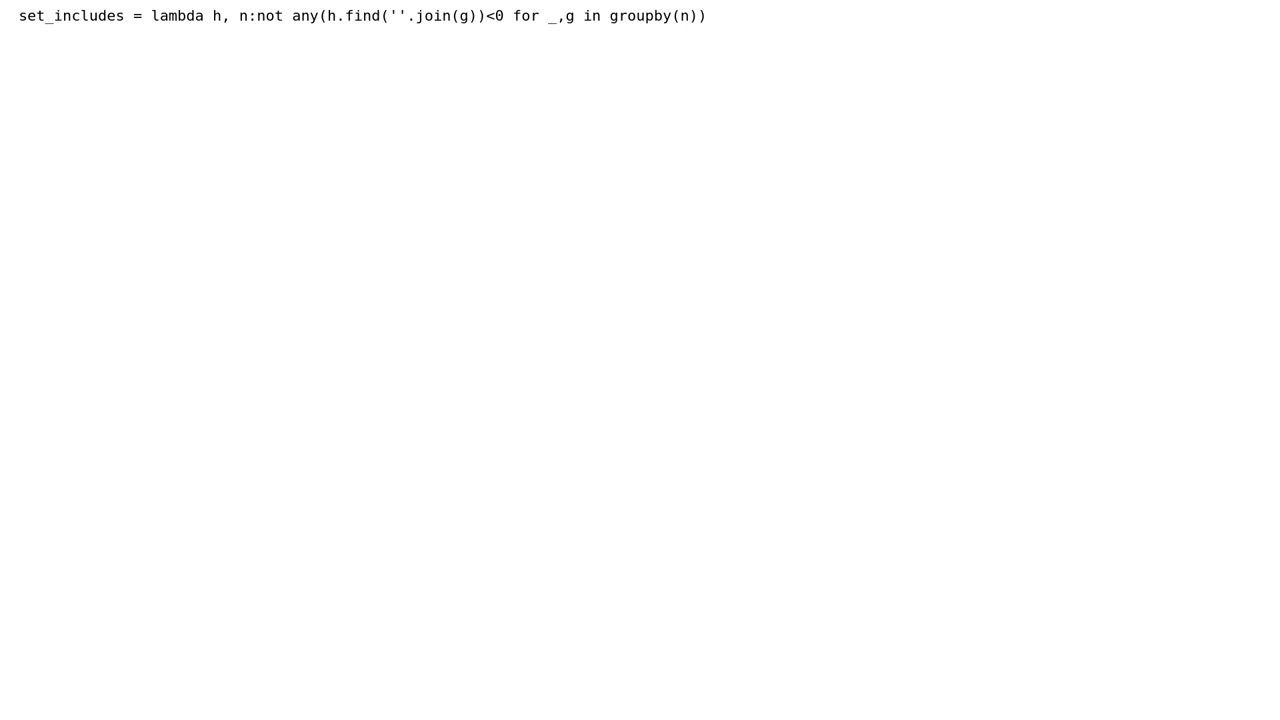 set_includes = lambda h, n:not any(h.find(''.join(g))<0 for _,g in groupby(n))